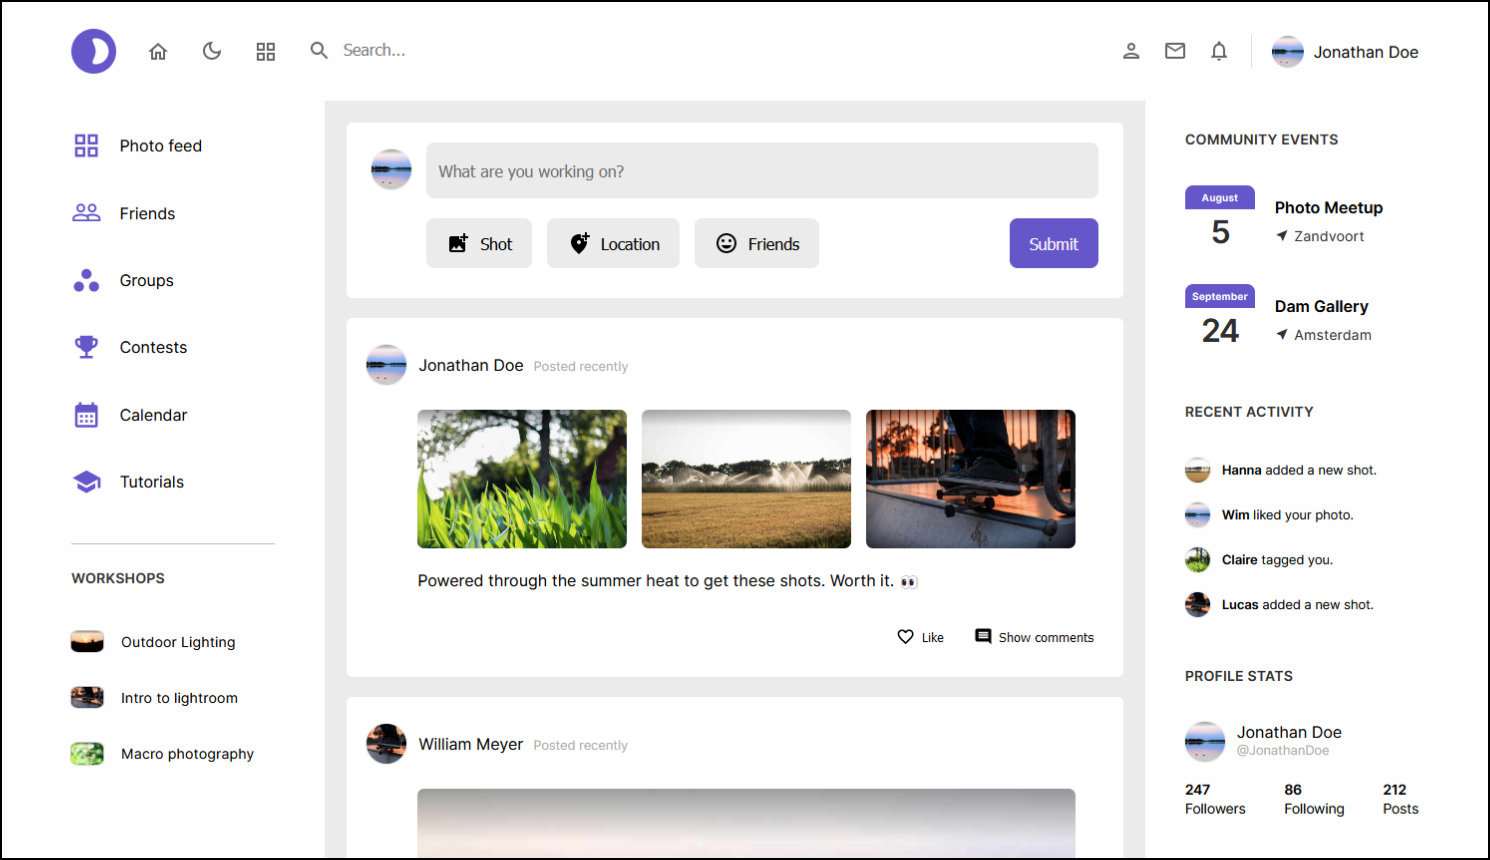 Search...
Jonathan Doe
Photo feed
Friends
Groups
Contests
Calendar
Tutorials
WORKSHOPS
Outdoor Lighting
Intro to lightroom
Macro photography
What are you working on?
Shot
Location
Friends
Submit
Jonathan Doe Posted recently
Powered through the summer heat to get these shots. Worth it. 👀
Like
Show comments
William Meyer Posted recently
COMMUNITY EVENTS
August
5
Photo Meetup
Zandvoort
September
24
Dam Gallery
Amsterdam
RECENT ACTIVITY
Hanna added a new shot.
Wim liked your photo.
Claire tagged you.
Lucas added a new shot.
PROFILE STATS
Jonathan Doe
@JonathanDoe
247 86 212
Followers Following Posts